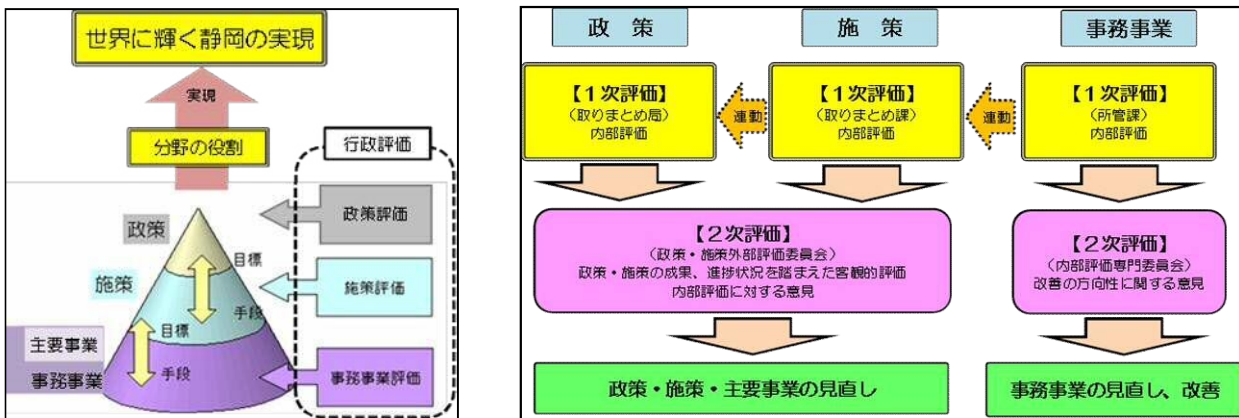 世界に輝く静岡の実現
実現
分野の役割
行政評価
政策評価
政策
目標
施策
施策評価
手段
目標
主要事業
手段
事務事業
事務事業評価
政策
施策
事務事業
【1次評価】
(取りまとめ局)
内部評価
連動
【1次評価】
(取りまとめ課)
内部評価
連動
【1次評価】
(所管課)
内部評価
【2次評価】
(政策・施策外部評価委員会)
政策・施策の成果、進捗状況を踏まえた客観的評価
内部評価に対する意見
【2次評価】
(内部評価専門委員会)
改善の方向性に関する意見
政策・施策・主要事業の見直し
事務事業の見直し、改善